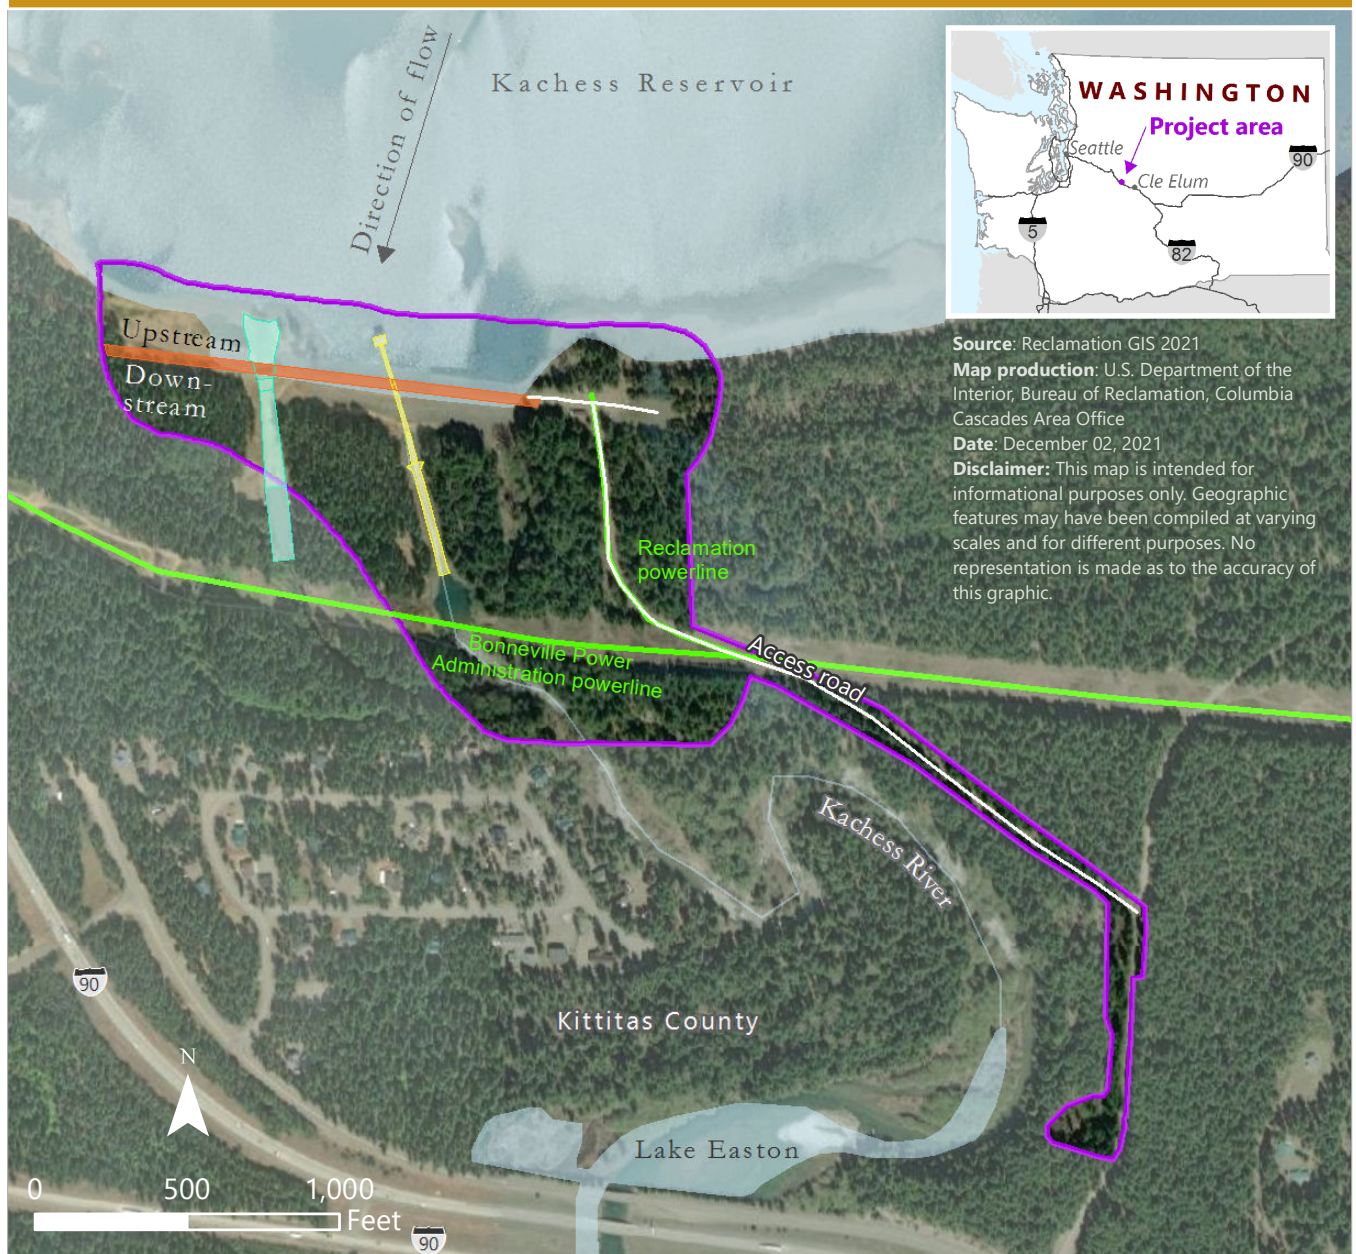 Kachess Reservoir
Direction of flow
WASHINGTON
Project area
Seattle
Cle Elum
90
5
82
Source: Reclamation GIS 2021
Map production: U.S. Department of the
Interior, Bureau of Reclamation, Columbia
Cascades Area Office
Date: December 02, 2021
Disclaimer: This map is intended for
informational purposes only. Geographic
features may have been compiled at varying
scales and for different purposes. No
representation is made as to the accuracy of
this graphic.
Upstream
Down-
stream
Reclamation
powerline
Bonneville Power
Administration powerline
Access road
Kachess River
90
Kittitas County
N
Lake Easton
0 500 1,000
Feet
90